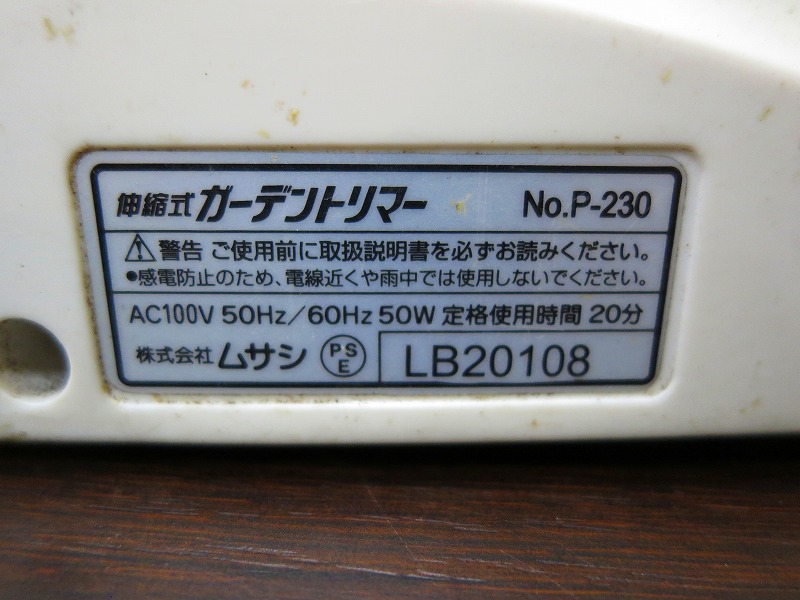 伸縮式 ガーデントリマー No.P-230
⚠警告 ご使用前に取扱説明書を必ずお読みください。
●感電防止のため、電線近くや雨中では使用しないでください。
AC100V 50Hz/60Hz 50W 定格使用時間 20分
株式会社 ムサシ PSE LB20108